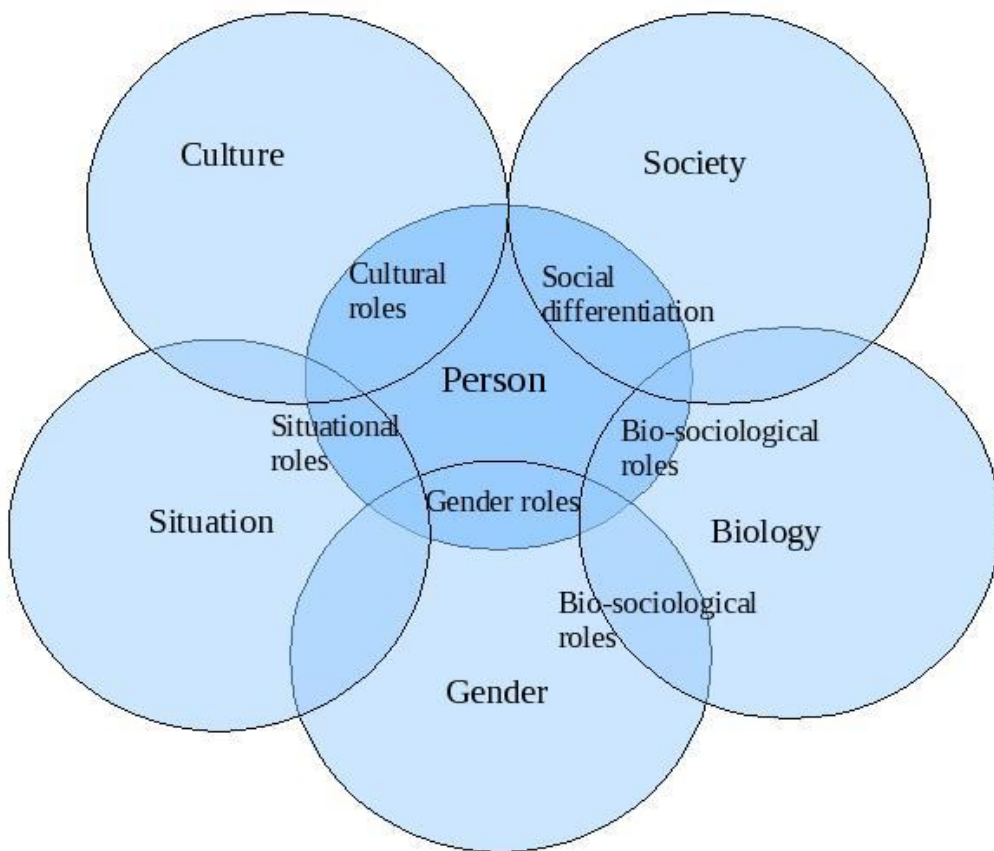 Culture
Society
Cultural
roles
Social
differentiation
Person
Situational
roles
Bio-sociological
roles
Gender roles
Situation
Biology
Bio-sociological
roles
Gender